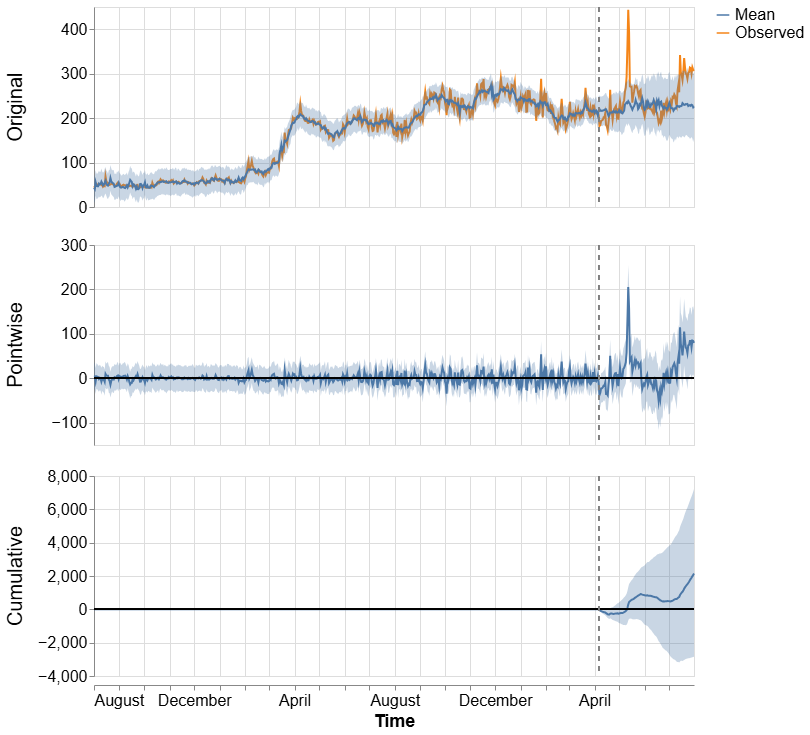 Mean
Observed
Original
400
300
200
100
0
Pointwise
300
200
100
0
−100
Cumulative
8,000
6,000
4,000
2,000
0
−2,000
−4,000
August December April August December April
Time